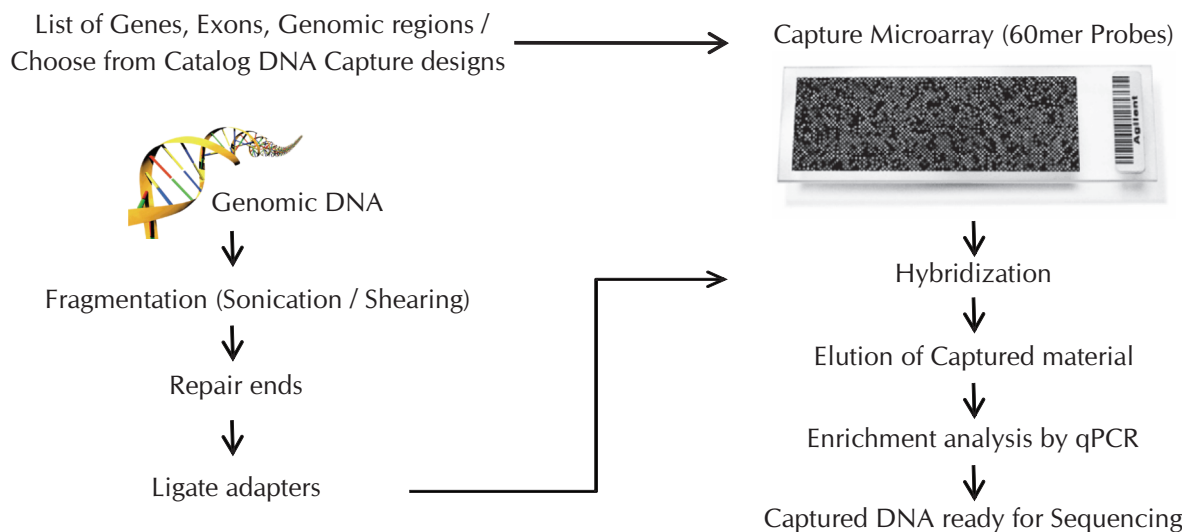 List of Genes, Exons, Genomic regions /
Choose from Catalog DNA Capture designs
Capture Microarray (60mer Probes)
Agilent
Genomic DNA
Fragmentation (Sonication / Shearing)
Repair ends
Ligate adapters
Hybridization
Elution of Captured material
Enrichment analysis by qPCR
Captured DNA ready for Sequencing